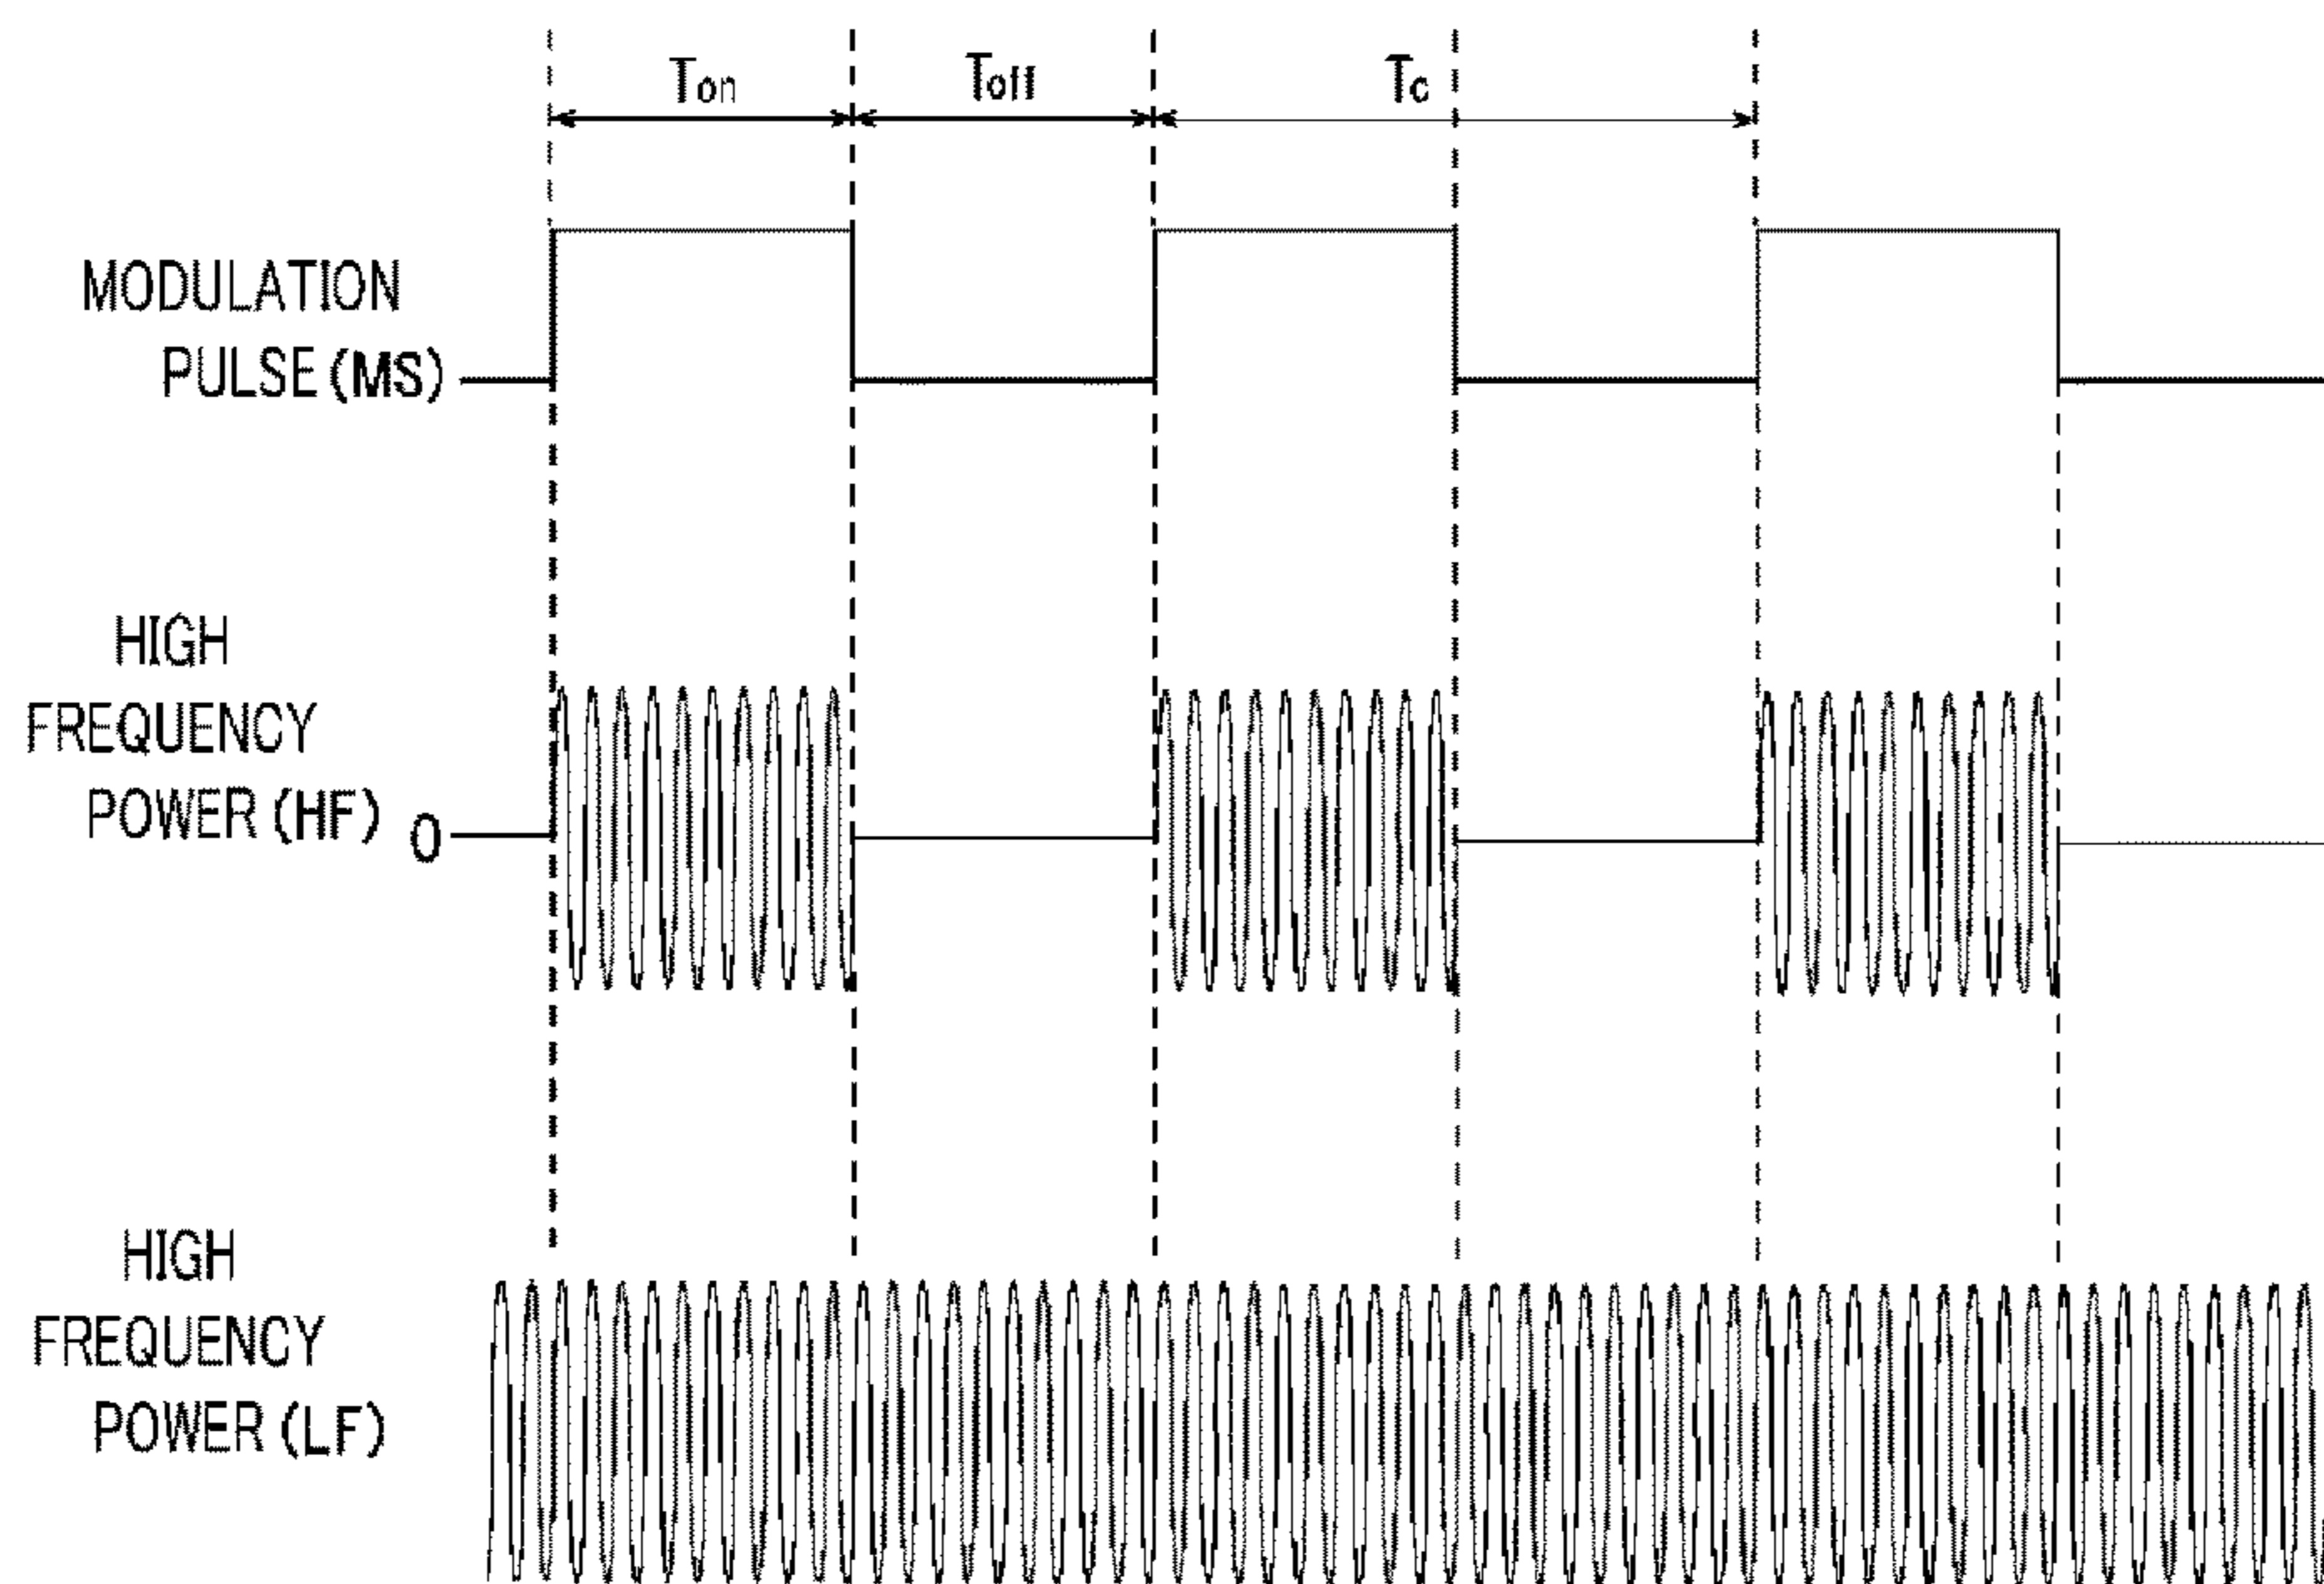 Ton
Toff
Tc
MODULATION
PULSE (MS)
HIGH
FREQUENCY
POWER (HF) 0
HIGH
FREQUENCY
POWER (LF)